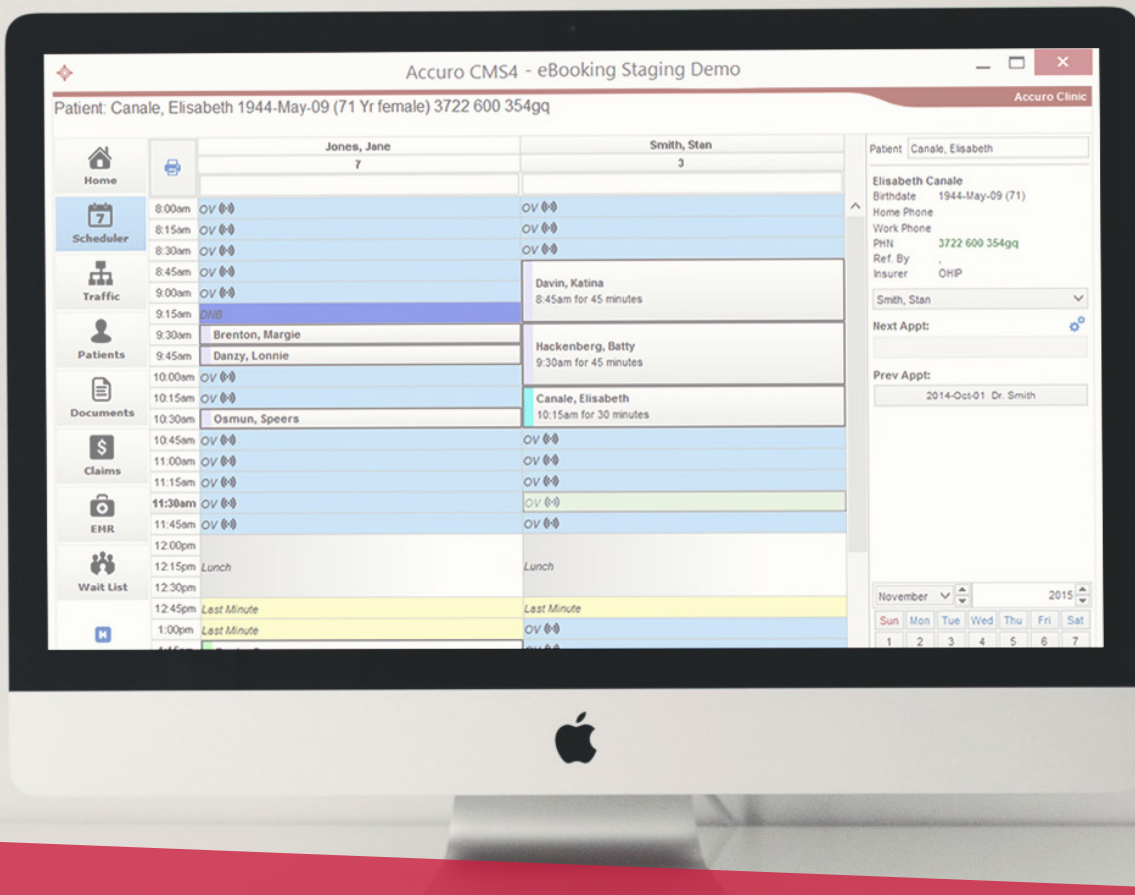 Accuro CMS4 - eBooking Staging Demo
Patient: Canale, Elisabeth 1944-May-09 (71 Yr female) 3722 600 354gq
Accuro Clinic
Home
Scheduler
7
Traffic
Patients
Documents
Claims
EMR
Wait List
Jones, Jane Smith, Stan
7 3
8:00am OV OV
8:15am OV OV
8:30am OV OV
8:45am OV
Davin, Katina
8:45am for 45 minutes
9:00am OV
9:15am DNB
9:30am Brenton, Margie
Hackenberg, Batty
9:30am for 45 minutes
9:45am Danzy, Lonnie
10:00am OV
10:15am OV
Canale, Elisabeth
10:15am for 30 minutes
10:30am Osmun, Speers
10:45am OV OV
11:00am OV OV
11:15am OV OV
11:30am OV OV
11:45am OV OV
12:00pm
12:15pm Lunch Lunch
12:30pm
12:45pm Last Minute Last Minute
1:00pm Last Minute OV
Patient Canale, Elisabeth
Elisabeth Canale
Birthdate 1944-May-09 (71)
Home Phone
Work Phone
PHN 3722 600 354gq
Ref. By ,
Insurer OHIP
Smith, Stan
Next Appt:
Prev Appt:
2014-Oct-01 Dr. Smith
November 2015
Sun Mon Tue Wed Thu Fri Sat
1 2 3 4 5 6 7